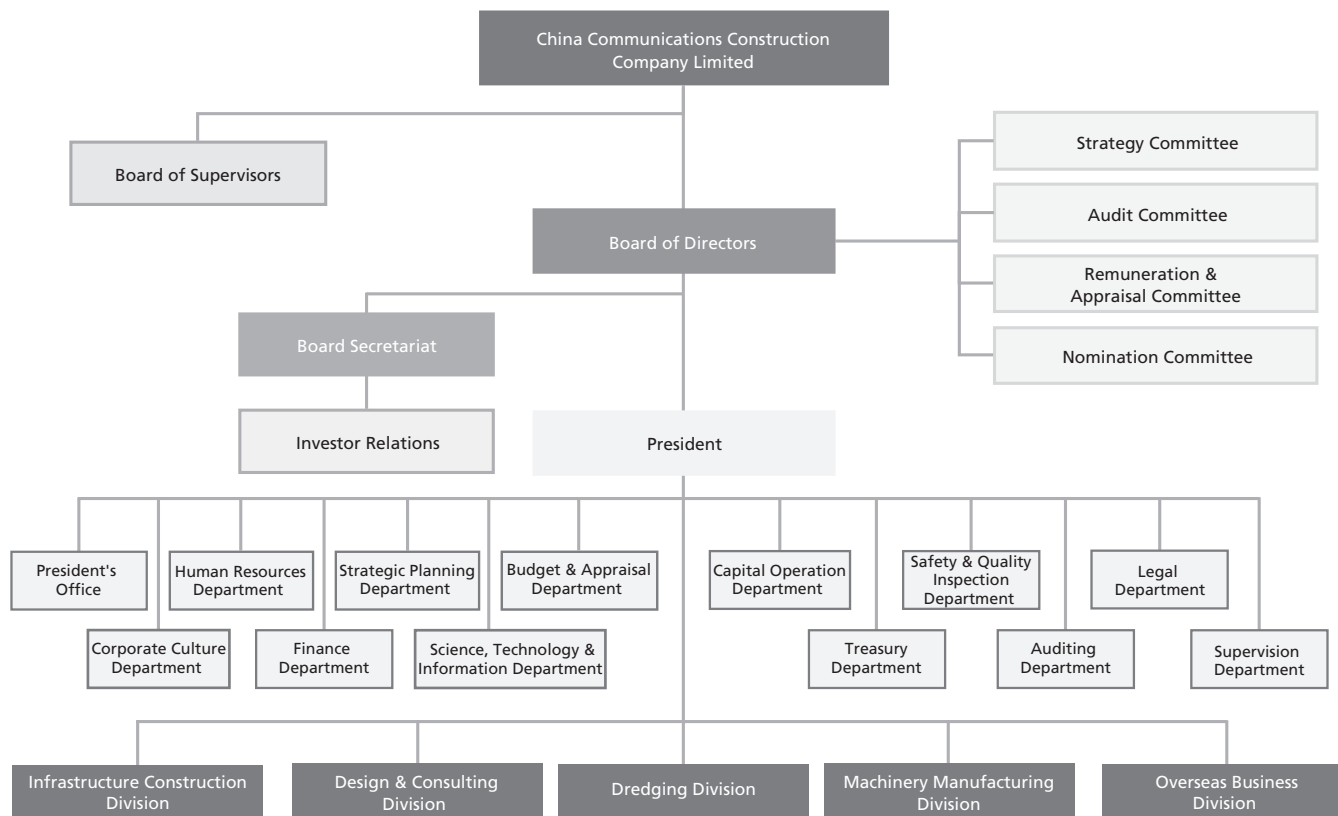 China Communications Construction
Company Limited
Board of Supervisors
Strategy Committee
Audit Committee
Board of Directors
Remuneration &
Appraisal Committee
Board Secretariat
Nomination Committee
Investor Relations
President
President's
Office
Human Resources
Department
Strategic Planning
Department
Budget & Appraisal
Department
Capital Operation
Department
Safety & Quality
Inspection
Department
Legal
Department
Corporate Culture
Department
Finance
Department
Science, Technology &
Information Department
Treasury
Department
Auditing
Department
Supervision
Department
Infrastructure Construction
Division
Design & Consulting
Division
Dredging Division
Machinery Manufacturing
Division
Overseas Business
Division